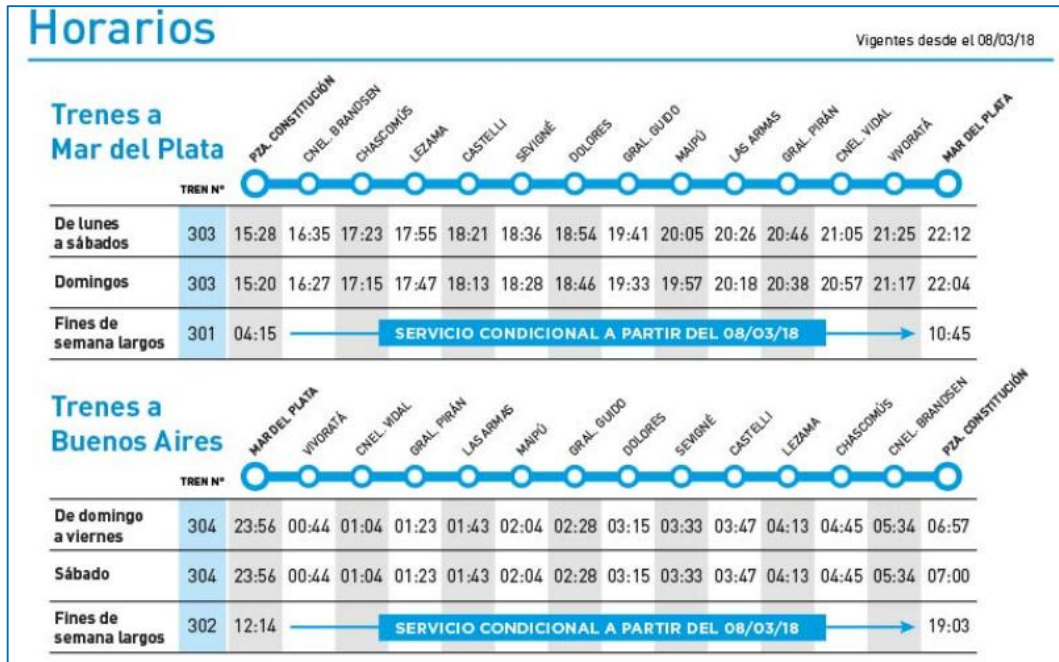 Horarios
Vigentes desde el 08/03/18
Trenes a
Mar del Plata
TREN Nº
PZA. CONSTITUCIÓN CNEL. BRANDSEN CHASCOMÚS LEZAMA CASTELLI SEVIGNÉ DOLORES GRAL. GUIDO MAIPÚ LAS ARMAS GRAL. PIRÁN CNEL. VIDAL VIVORATÁ MAR DEL PLATA
De lunes
a sábados
303 15:28 16:35 17:23 17:55 18:21 18:36 18:54 19:41 20:05 20:26 20:46 21:05 21:25 22:12
Domingos 303 15:20 16:27 17:15 17:47 18:13 18:28 18:46 19:33 19:57 20:18 20:38 20:57 21:17 22:04
Fines de
semana largos
301 04:15 SERVICIO CONDICIONAL A PARTIR DEL 08/03/18 10:45
Trenes a
Buenos Aires
TREN Nº
MAR DEL PLATA VIVORATÁ CNEL. VIDAL GRAL. PIRÁN LAS ARMAS MAIPÚ GRAL. GUIDO DOLORES SEVIGNÉ CASTELLI LEZAMA CHASCOMÚS CNEL. BRANDSEN PZA. CONSTITUCIÓN
De domingo
a viernes
304 23:56 00:44 01:04 01:23 01:43 02:04 02:28 03:15 03:33 03:47 04:13 04:45 05:34 06:57
Sábado 304 23:56 00:44 01:04 01:23 01:43 02:04 02:28 03:15 03:33 03:47 04:13 04:45 05:34 07:00
Fines de
semana largos
302 12:14 SERVICIO CONDICIONAL A PARTIR DEL 08/03/18 19:03